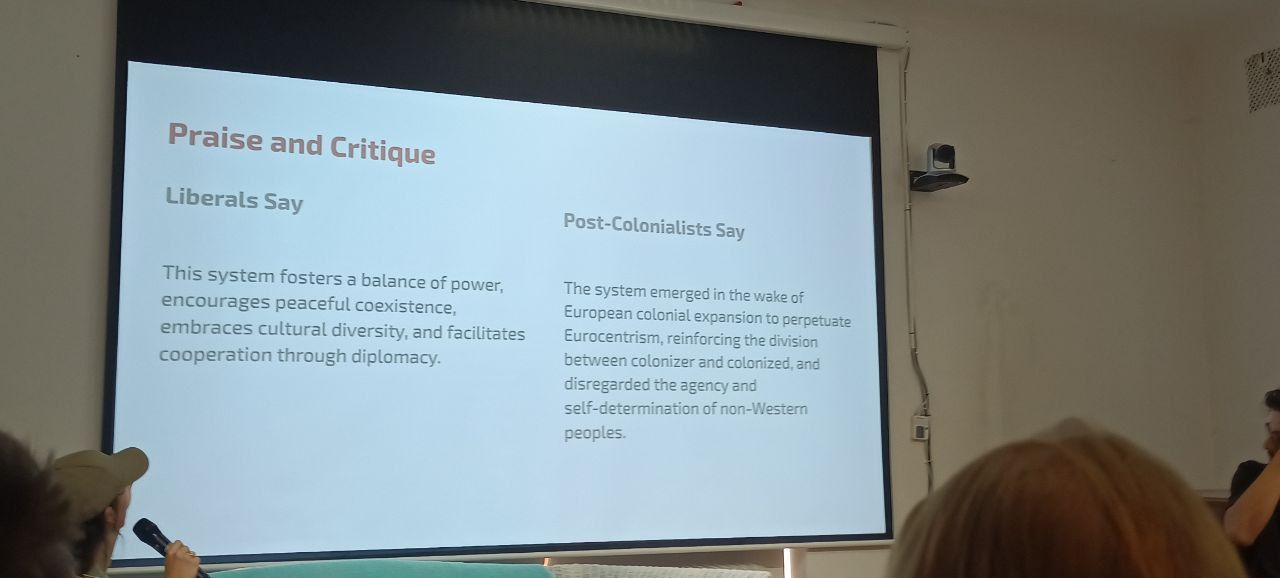 Praise and Critique
Liberals Say
This system fosters a balance of power,
encourages peaceful coexistence,
embraces cultural diversity, and facilitates
cooperation through diplomacy.
Post-Colonialists Say
The system emerged in the wake of
European colonial expansion to perpetuate
Eurocentrism, reinforcing the division
between colonizer and colonized, and
disregarded the agency and
self-determination of non-Western
peoples.